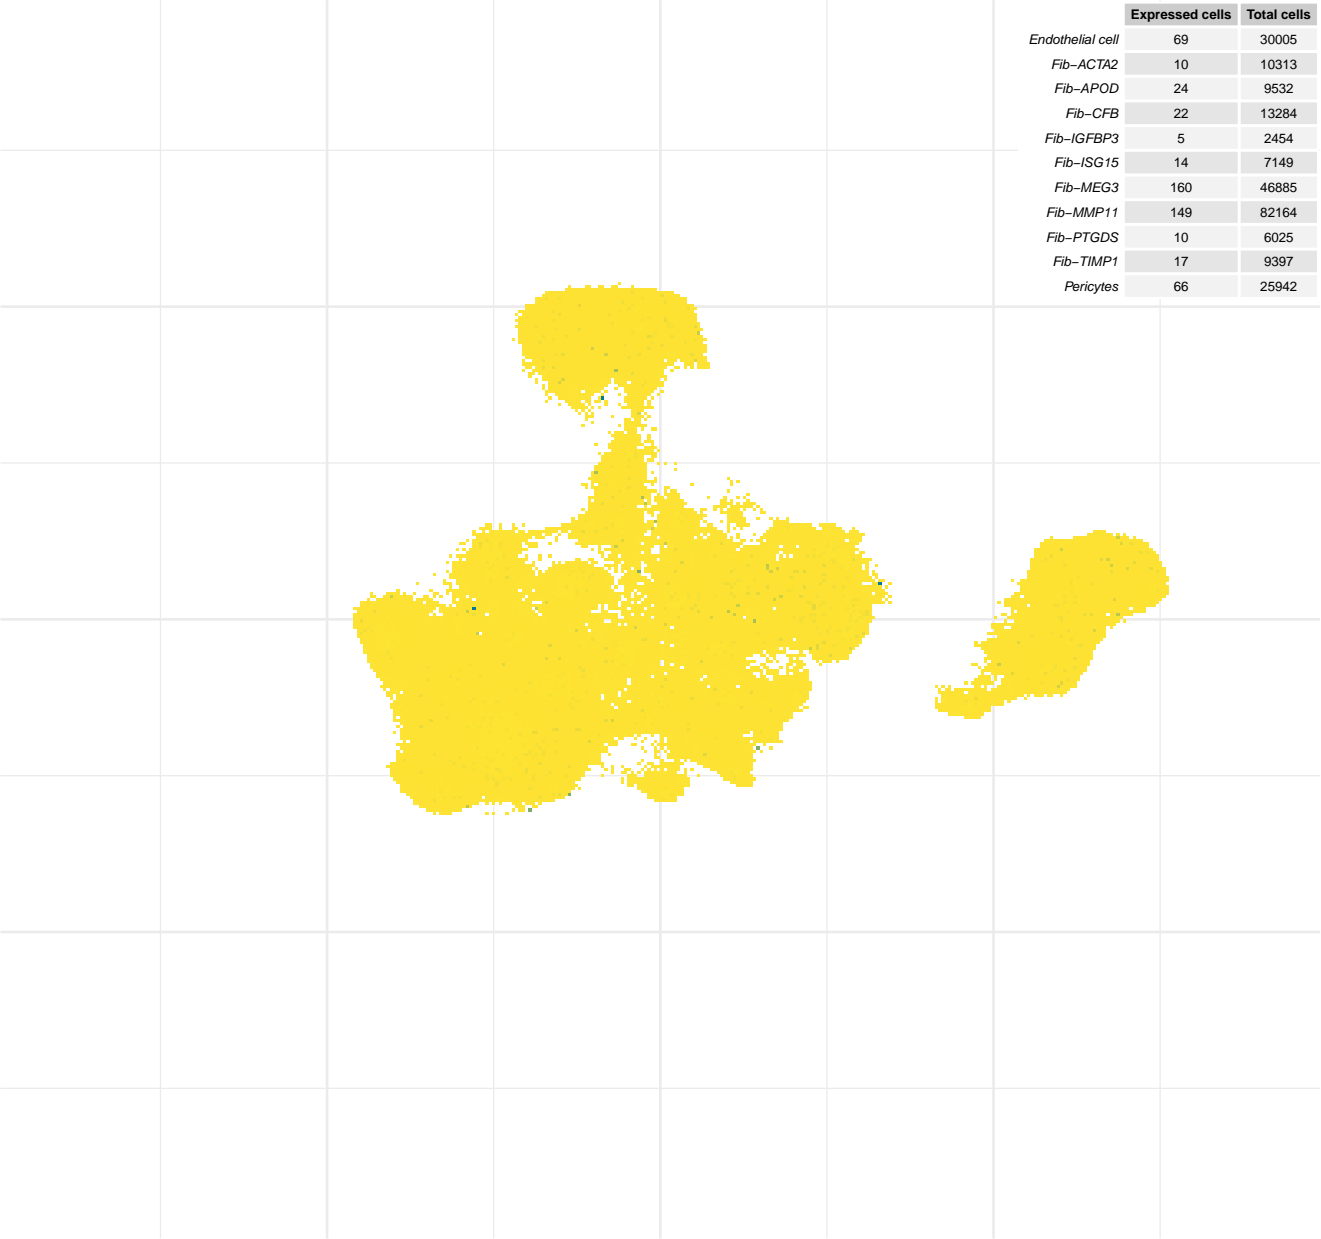 Expressed cells Total cells
Endothelial cell 69 30005
Fib−ACTA2 10 10313
Fib−APOD 24 9532
Fib−CFB 22 13284
Fib−IGFBP3 5 2454
Fib−ISG15 14 7149
Fib−MEG3 160 46885
Fib−MMP11 149 82164
Fib−PTGDS 10 6025
Fib−TIMP1 17 9397
Pericytes 66 25942